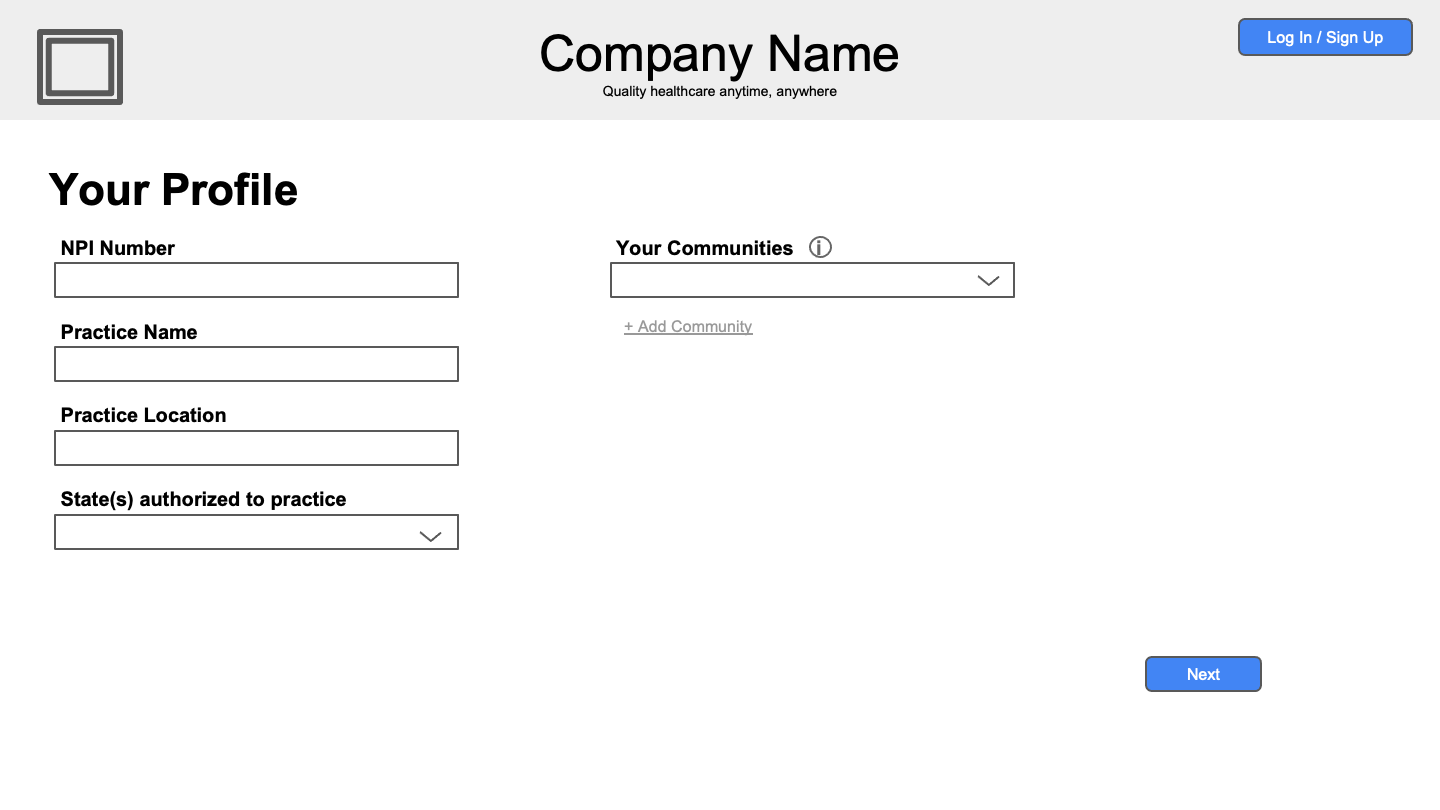 Company Name
Quality healthcare anytime, anywhere
Log In / Sign Up
Your Profile
NPI Number
Practice Name
Practice Location
State(s) authorized to practice
Your Communities
+ Add Community
Next